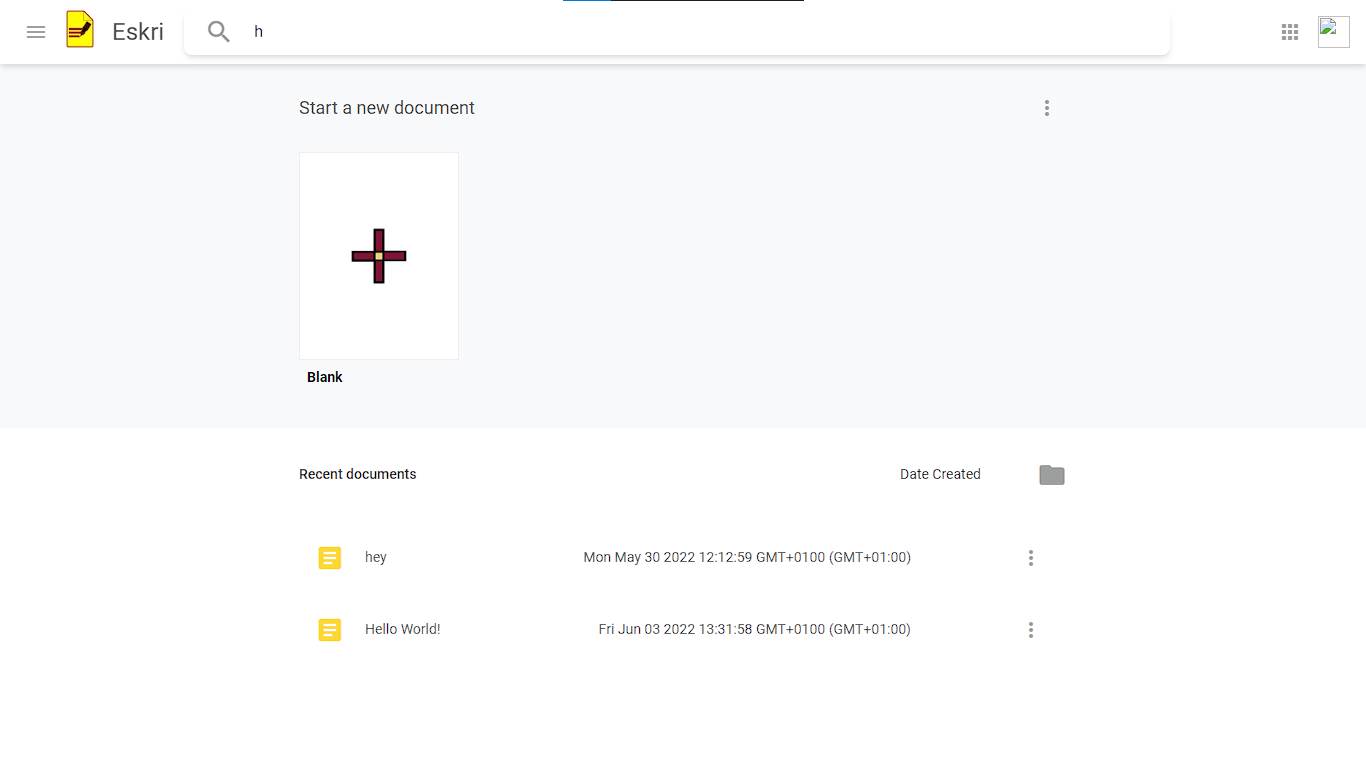 Eskri h
Start a new document
Blank
Recent documents Date Created
hey Mon May 30 2022 12:12:59 GMT+0100 (GMT+01:00)
Hello World! Fri Jun 03 2022 13:31:58 GMT+0100 (GMT+01:00)